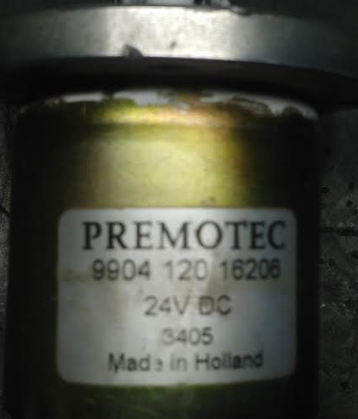 PREMOTEC
9904 120 16206
24V DC
3405
Made in Holland